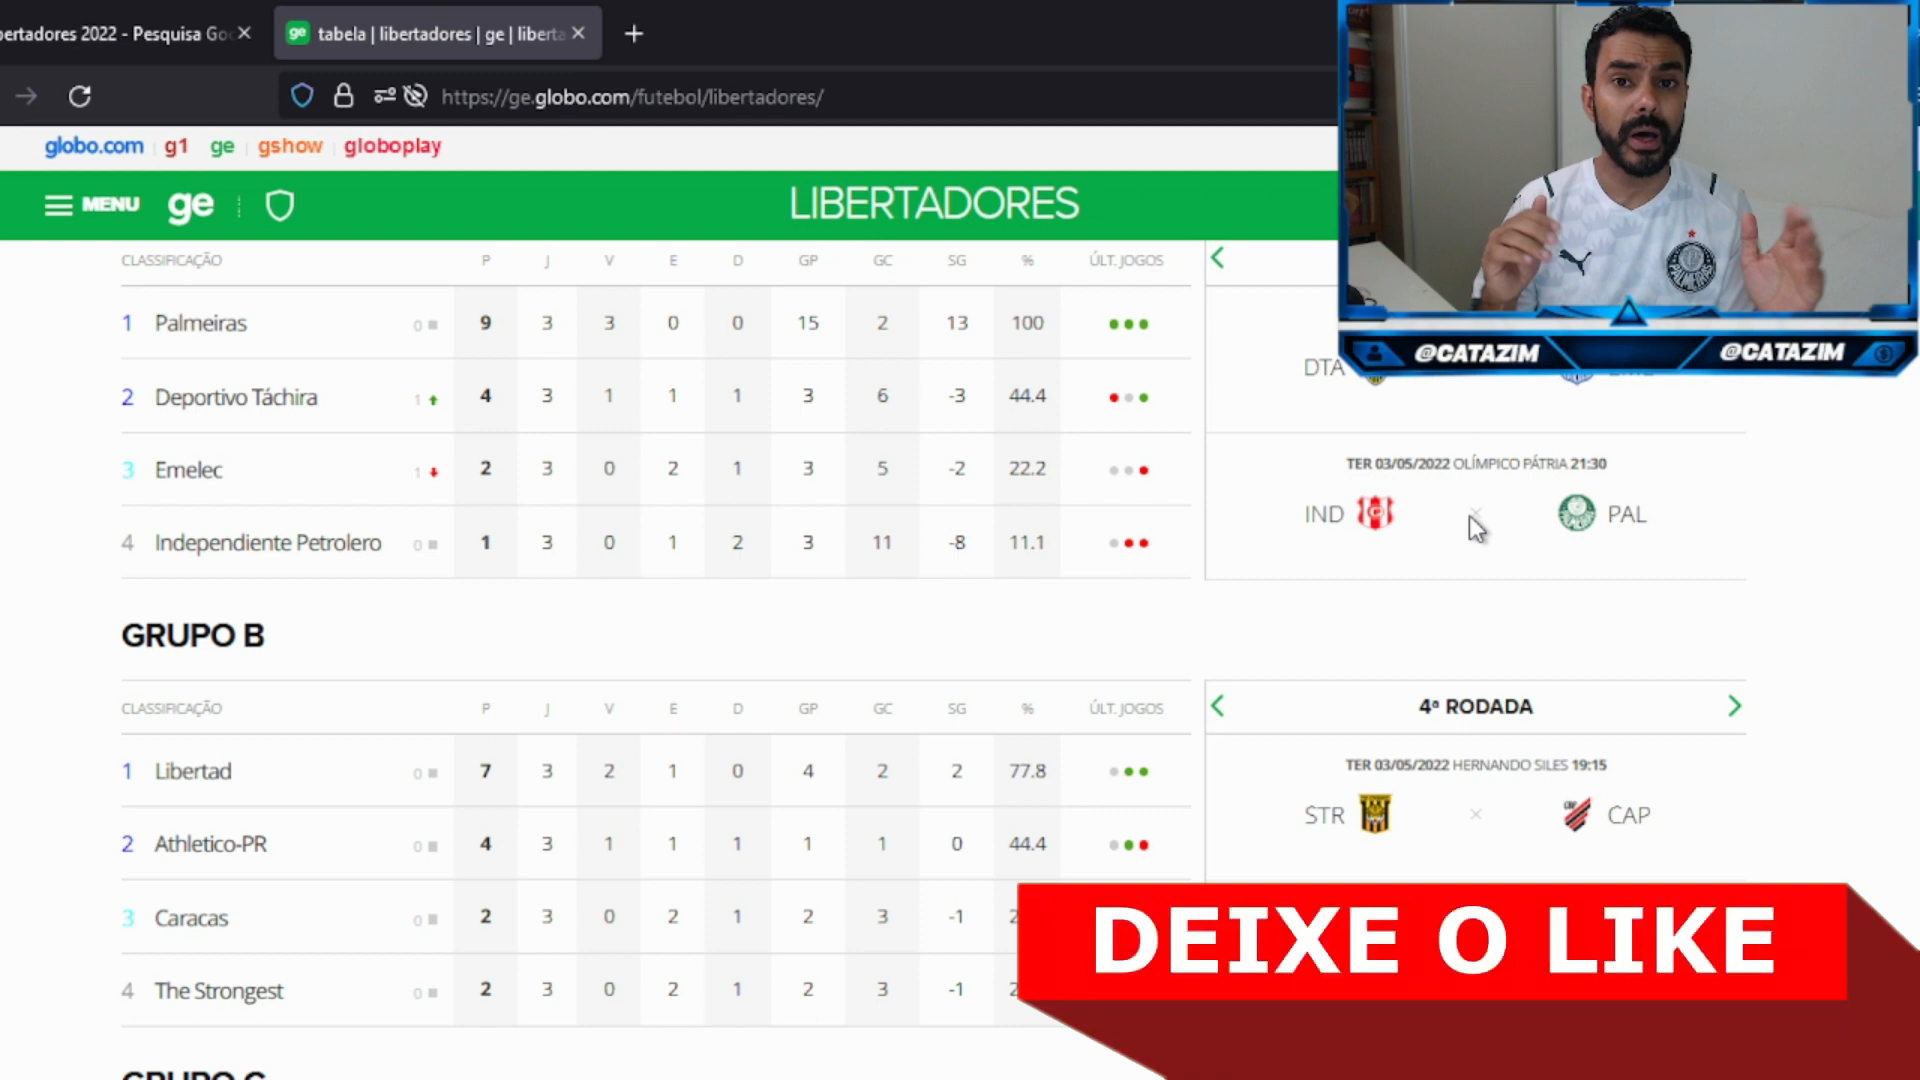 ertadores 2022 - Pesquisa Goo
tabela | libertadores | ge | liberta
https://ge.globo.com/futebol/libertadores/
globo.com g1 ge gshow globoplay
MENU ge LIBERTADORES
CLASSIFICAÇÃO P J V E D GP GC SG % ÚLT. JOGOS
1 Palmeiras 0 9 3 3 0 0 15 2 13 100
2 Deportivo Táchira 1 4 3 1 1 1 3 6 -3 44.4
3 Emelec 1 2 3 0 2 1 3 5 -2 22.2
4 Independiente Petrolero 0 1 3 0 1 2 3 11 -8 11.1
DTA
TER 03/05/2022 OLÍMPICO PÁTRIA 21:30
IND × PAL
@CATAZIM @CATAZIM
PALMEIRAS
GRUPO B
CLASSIFICAÇÃO P J V E D GP GC SG % ÚLT. JOGOS
1 Libertad 0 7 3 2 1 0 4 2 2 77.8
2 Athletico-PR 0 4 3 1 1 1 1 1 0 44.4
3 Caracas 0 2 3 0 2 1 2 3 -1 2
4 The Strongest 0 2 3 0 2 1 2 3 -1 2
4ª RODADA
TER 03/05/2022 HERNANDO SILES 19:15
STR × CAP
DEIXE O LIKE
GRUPO C